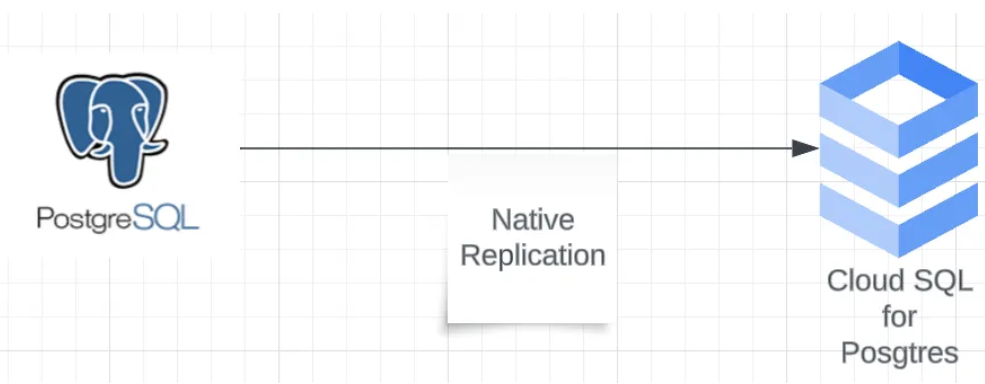 PostgreSQL
Native
Replication
Cloud SQL
for
Posgtres